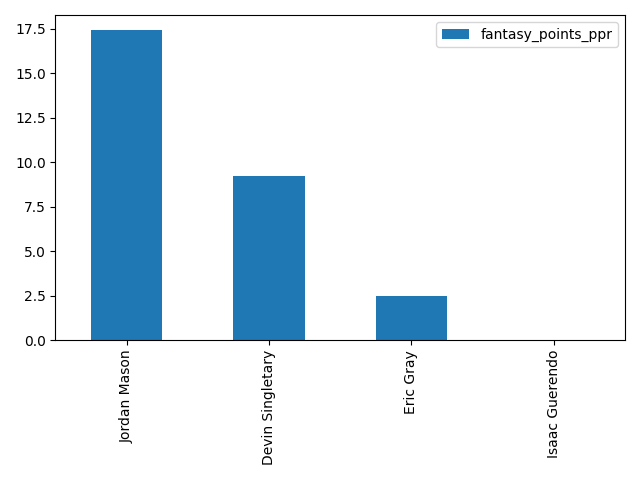 fantasy_points_ppr
17.5
15.0
12.5
10.0
7.5
5.0
2.5
0.0
Jordan Mason
Devin Singletary
Eric Gray
Isaac Guerendo